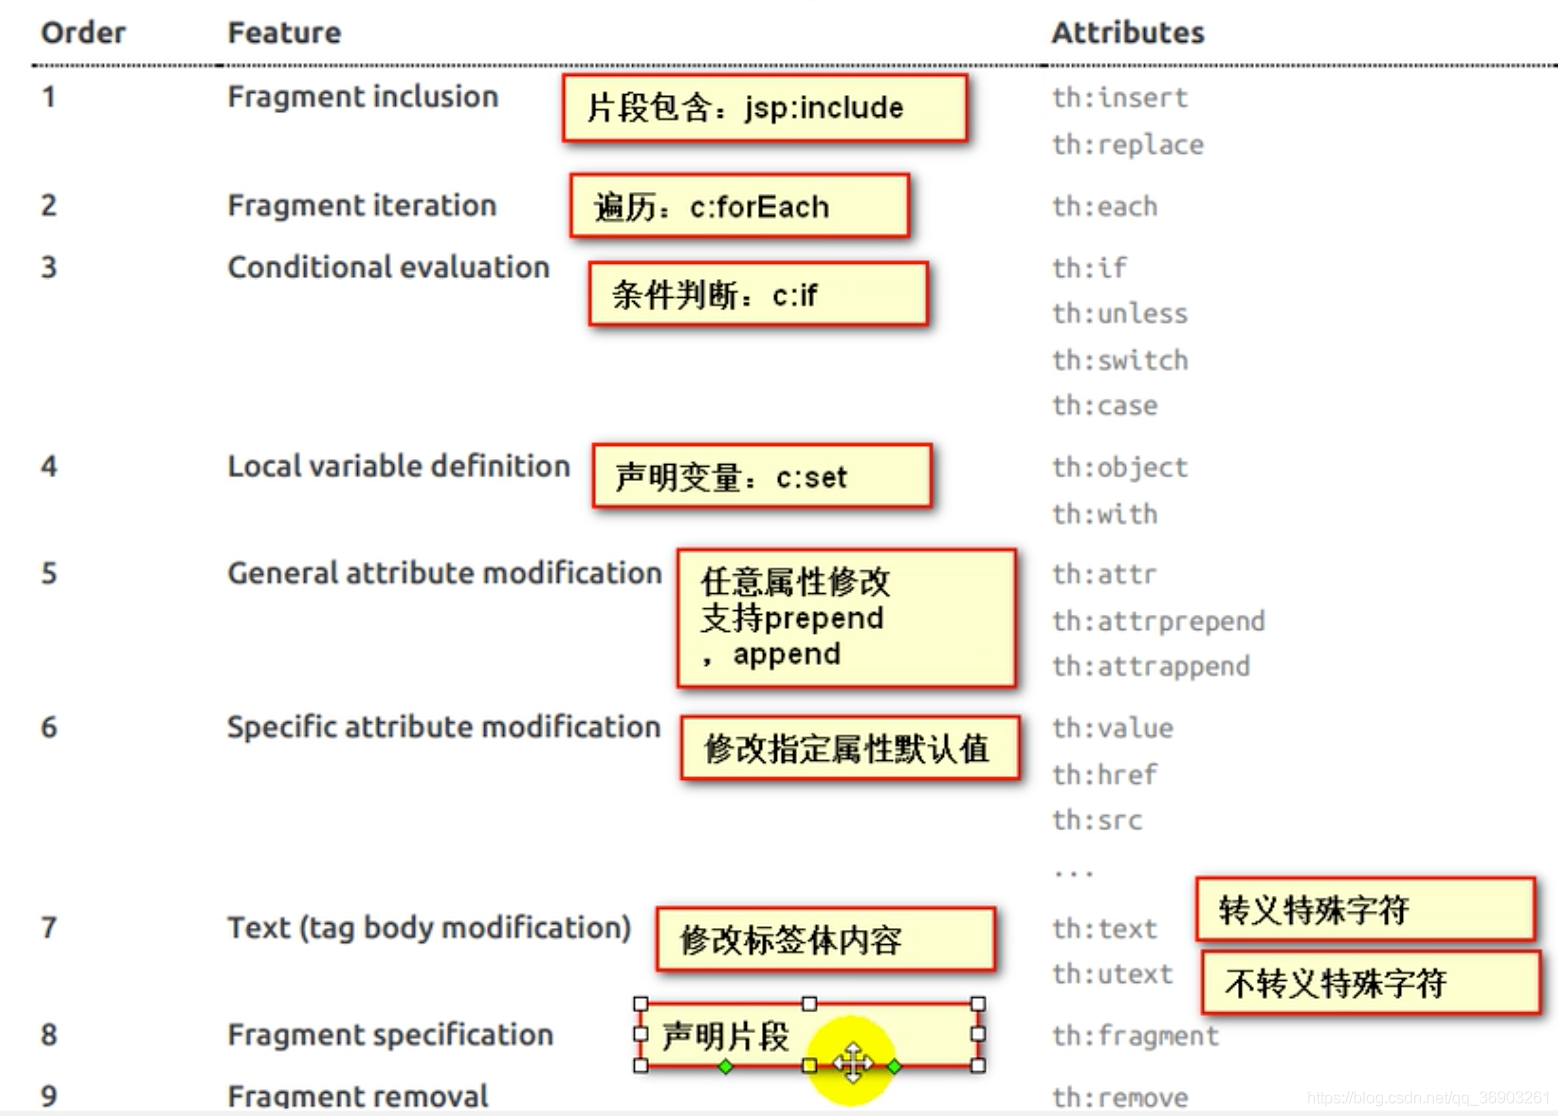 Order Feature Attributes
1 Fragment inclusion 片段包含：jsp:include th:insert
th:replace
2 Fragment iteration 遍历：c:forEach th:each
3 Conditional evaluation 条件判断：c:if th:if
th:unless
th:switch
th:case
4 Local variable definition 声明变量：c:set th:object
th:with
5 General attribute modification 任意属性修改 th:attr
支持prepend th:attrprepend
，append th:attrappend
6 Specific attribute modification 修改指定属性默认值 th:value
th:href
th:src
...
7 Text (tag body modification) 修改标签体内容 th:text 转义特殊字符
th:utext 不转义特殊字符
8 Fragment specification 声明片段 th:fragment
9 Fragment removal th:remove
https://blog.csdn.net/qq_36903261